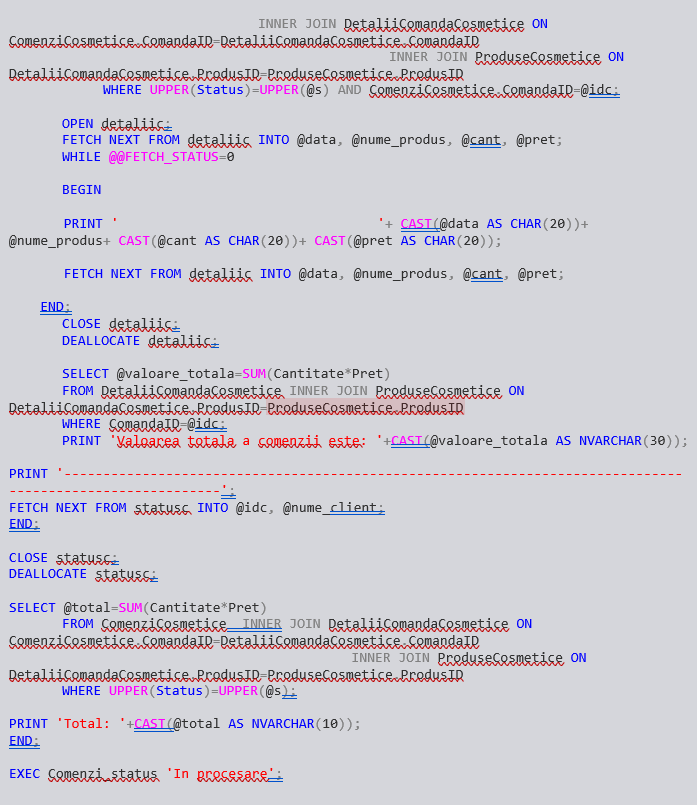 INNER JOIN DetaliiComandaCosmetice ON
ComenziCosmetice.ComandaID=DetaliiComandaCosmetice.ComandaID
INNER JOIN ProduseCosmetice ON
DetaliiComandaCosmetice.ProdusID=ProduseCosmetice.ProdusID
WHERE UPPER(Status)=UPPER(@s) AND ComenziCosmetice.ComandaID=@idc;
OPEN detaliic;
FETCH NEXT FROM detaliic INTO @data, @nume_produs, @cant, @pret;
WHILE @@FETCH_STATUS=0
BEGIN
PRINT '                                 '+ CAST(@data AS CHAR(20))+
@nume_produs+ CAST(@cant AS CHAR(20))+ CAST(@pret AS CHAR(20));
FETCH NEXT FROM detaliic INTO @data, @nume_produs, @cant, @pret;
END;
CLOSE detaliic;
DEALLOCATE detaliic;
SELECT @valoare_totala=SUM(Cantitate*Pret)
FROM DetaliiComandaCosmetice INNER JOIN ProduseCosmetice ON
DetaliiComandaCosmetice.ProdusID=ProduseCosmetice.ProdusID
WHERE ComandaID=@idc;
PRINT 'Valoarea totala a comenzii este: '+CAST(@valoare_totala AS NVARCHAR(30));
PRINT '-------------------------------------------------------------------------------
---------------------------';
FETCH NEXT FROM statusc INTO @idc, @nume_client;
END;
CLOSE statusc;
DEALLOCATE statusc;
SELECT @total=SUM(Cantitate*Pret)
FROM ComenziCosmetice  INNER JOIN DetaliiComandaCosmetice ON
ComenziCosmetice.ComandaID=DetaliiComandaCosmetice.ComandaID
INNER JOIN ProduseCosmetice ON
DetaliiComandaCosmetice.ProdusID=ProduseCosmetice.ProdusID
WHERE UPPER(Status)=UPPER(@s);
PRINT 'Total: '+CAST(@total AS NVARCHAR(10));
END;
EXEC Comenzi_status 'In procesare';